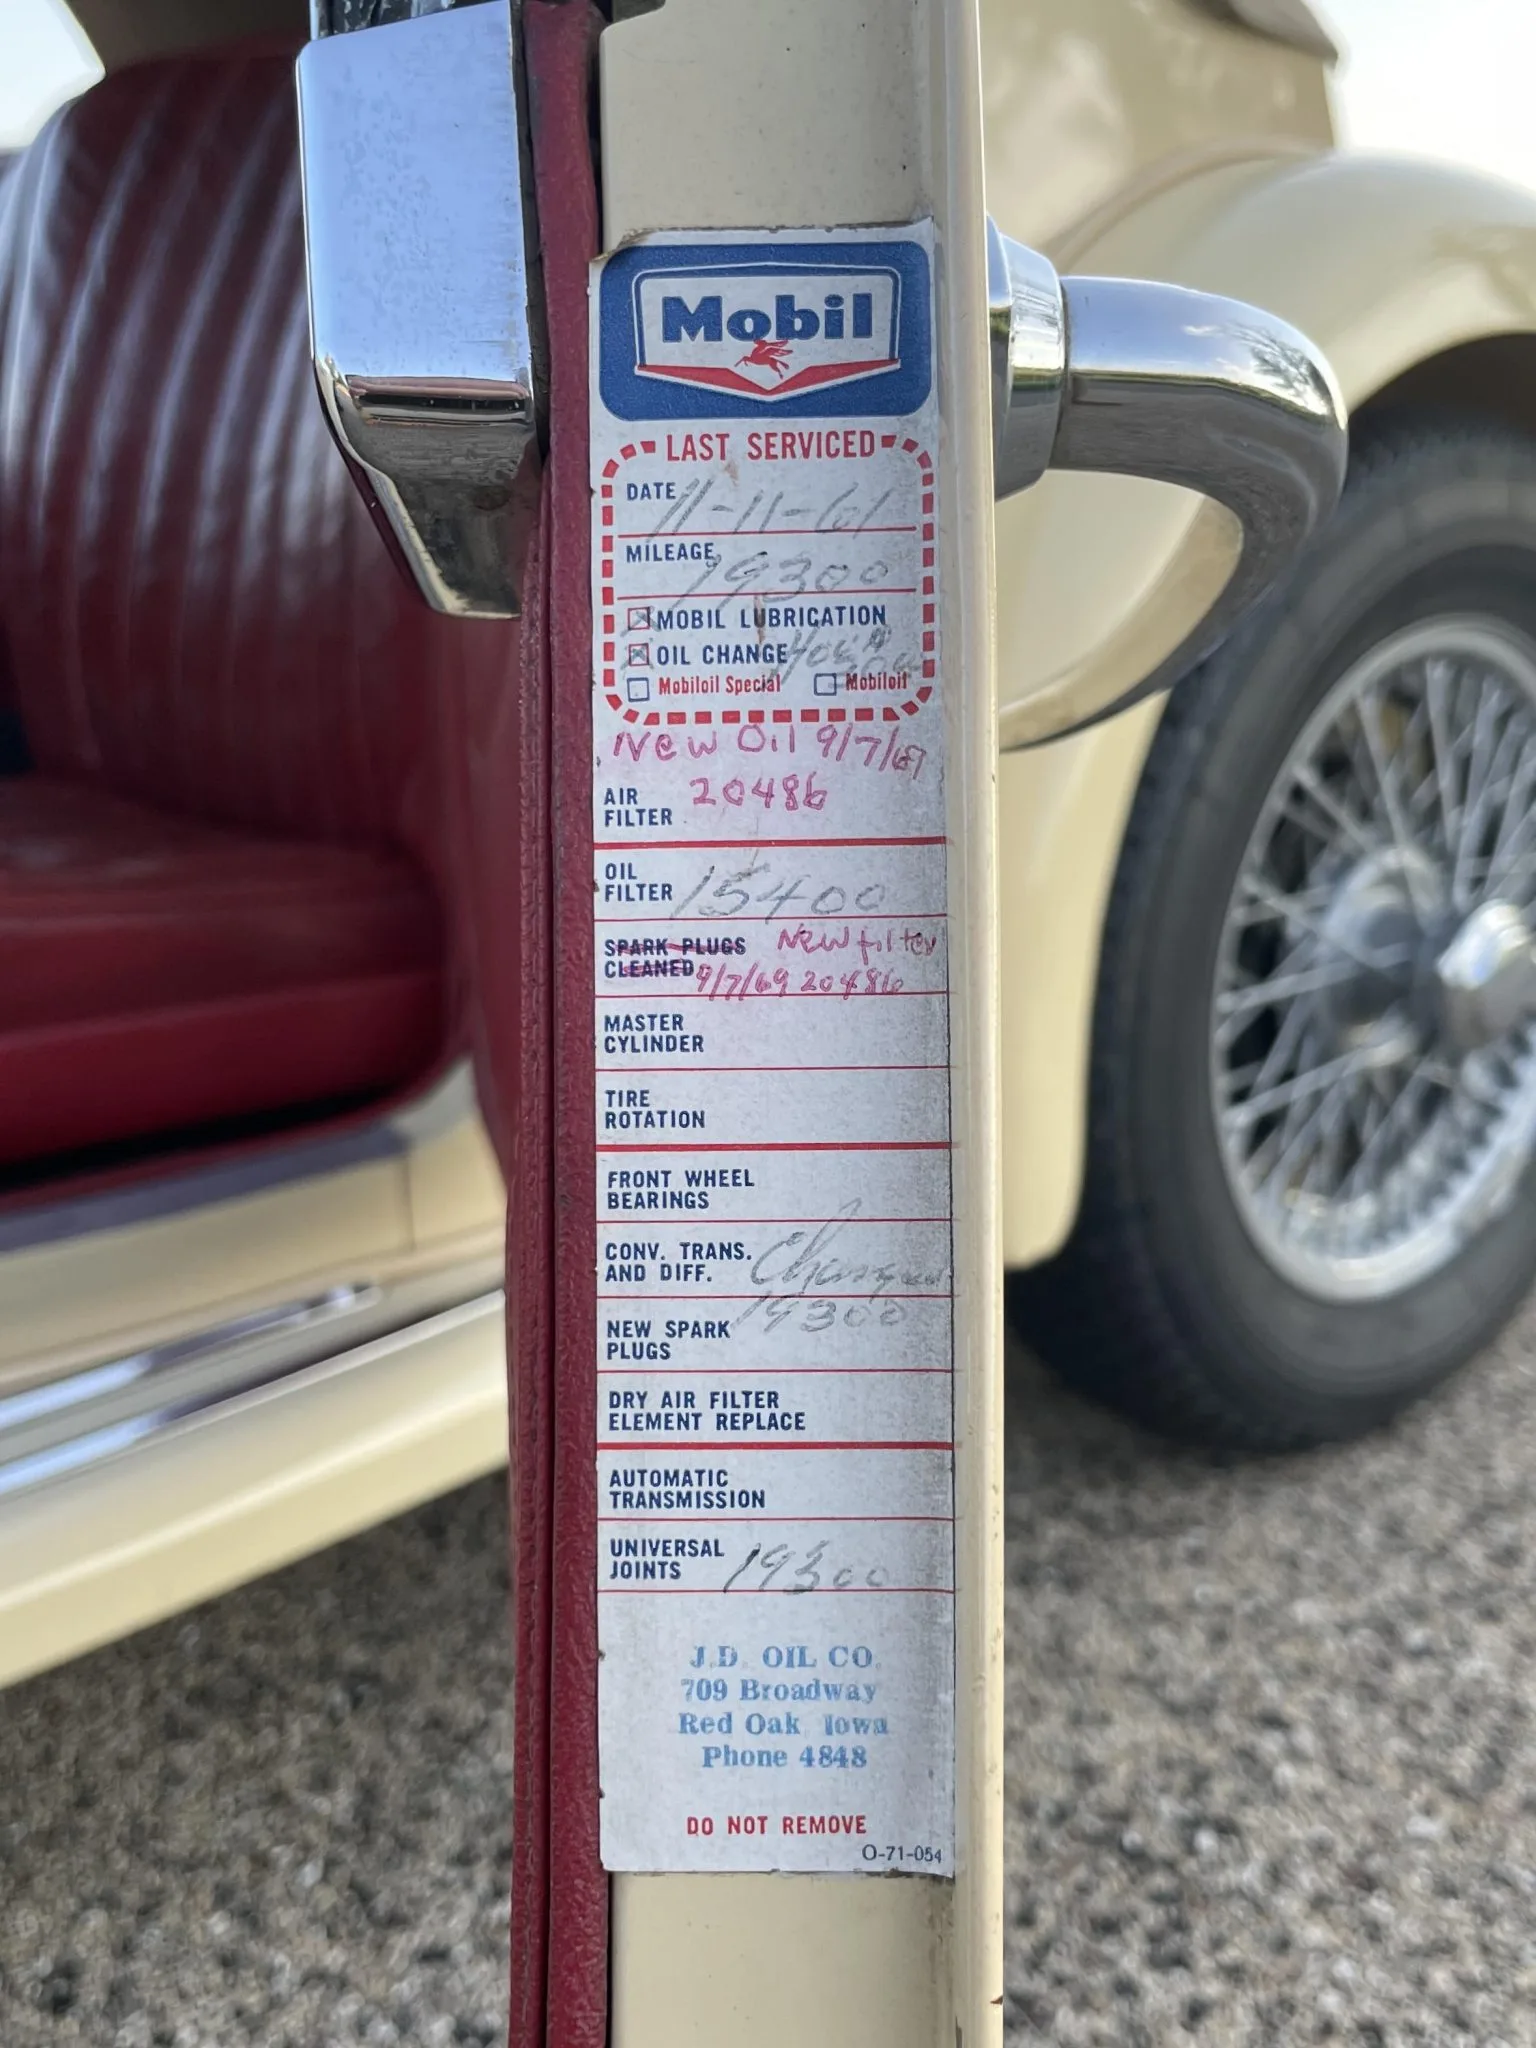 Mobil
LAST SERVICED
DATE 11-11-61
MILEAGE 19300
MOBIL LUBRICATION
OIL CHANGE
Mobiloil Special Mobiloil
New Oil 9/7/69
AIR
FILTER 20486
OIL
FILTER 15400
SPARK PLUGS New filter
CLEANED 9/7/69 20486
MASTER
CYLINDER
TIRE
ROTATION
FRONT WHEEL
BEARINGS
CONV. TRANS.
AND DIFF. Changed
19300
NEW SPARK
PLUGS
DRY AIR FILTER
ELEMENT REPLACE
AUTOMATIC
TRANSMISSION
UNIVERSAL
JOINTS 19300
J.D. OIL CO.
709 Broadway
Red Oak Iowa
Phone 4848
DO NOT REMOVE
O-71-054